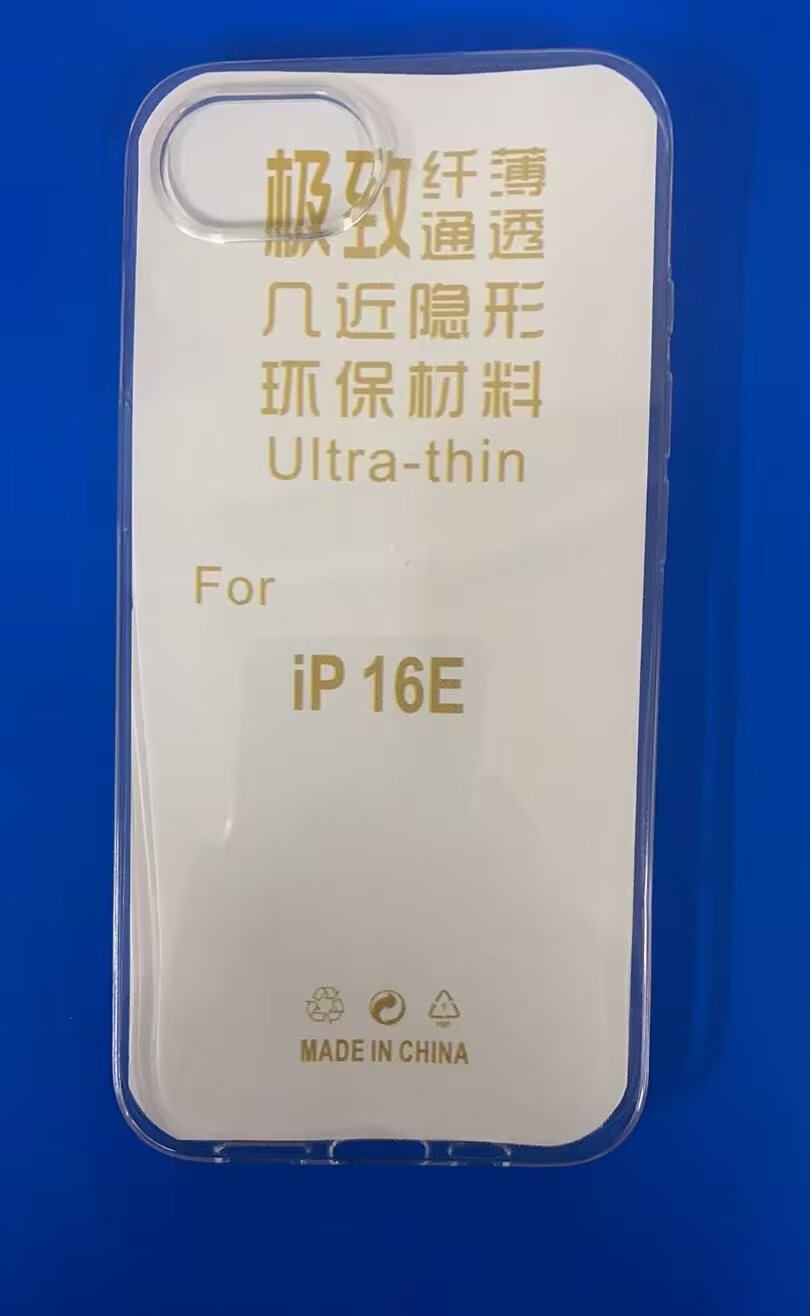 极致纤薄
通透
几近隐形
环保材料
Ultra-thin
For
iP 16E
MADE IN CHINA